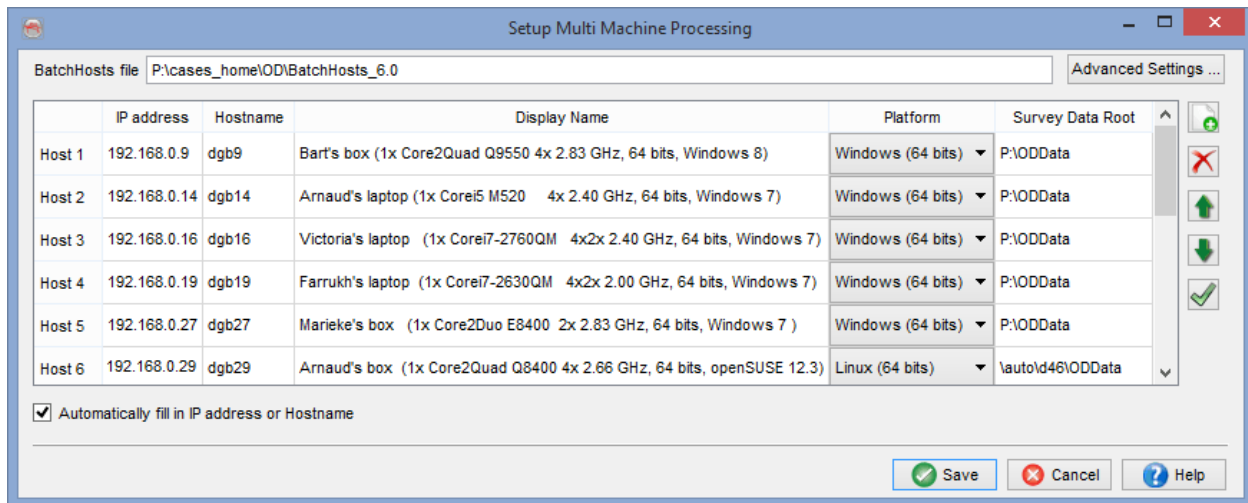 Setup Multi Machine Processing
BatchHosts file P:\cases_home\OD\BatchHosts_6.0 Advanced Settings ...
IP address Hostname Display Name Platform Survey Data Root
Host 1 192.168.0.9 dgb9 Bart's box (1x Core2Quad Q9550 4x 2.83 GHz, 64 bits, Windows 8) Windows (64 bits) P:\ODData
Host 2 192.168.0.14 dgb14 Arnaud's laptop (1x Corei5 M520 4x 2.40 GHz, 64 bits, Windows 7) Windows (64 bits) P:\ODData
Host 3 192.168.0.16 dgb16 Victoria's laptop (1x Corei7-2760QM 4x2x 2.40 GHz, 64 bits, Windows 7) Windows (64 bits) P:\ODData
Host 4 192.168.0.19 dgb19 Farrukh's laptop (1x Corei7-2630QM 4x2x 2.00 GHz, 64 bits, Windows 7) Windows (64 bits) P:\ODData
Host 5 192.168.0.27 dgb27 Marieke's box (1x Core2Duo E8400 2x 2.83 GHz, 64 bits, Windows 7 ) Windows (64 bits) P:\ODData
Host 6 192.168.0.29 dgb29 Arnaud's box (1x Core2Quad Q8400 4x 2.66 GHz, 64 bits, openSUSE 12.3) Linux (64 bits) \auto\d46\ODData
Automatically fill in IP address or Hostname
Save Cancel Help